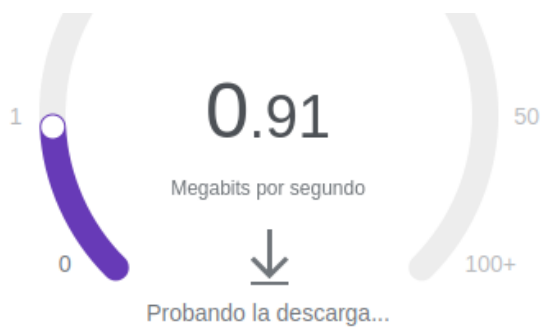 0.91
1
50
Megabits por segundo
0
100+
Probando la descarga...